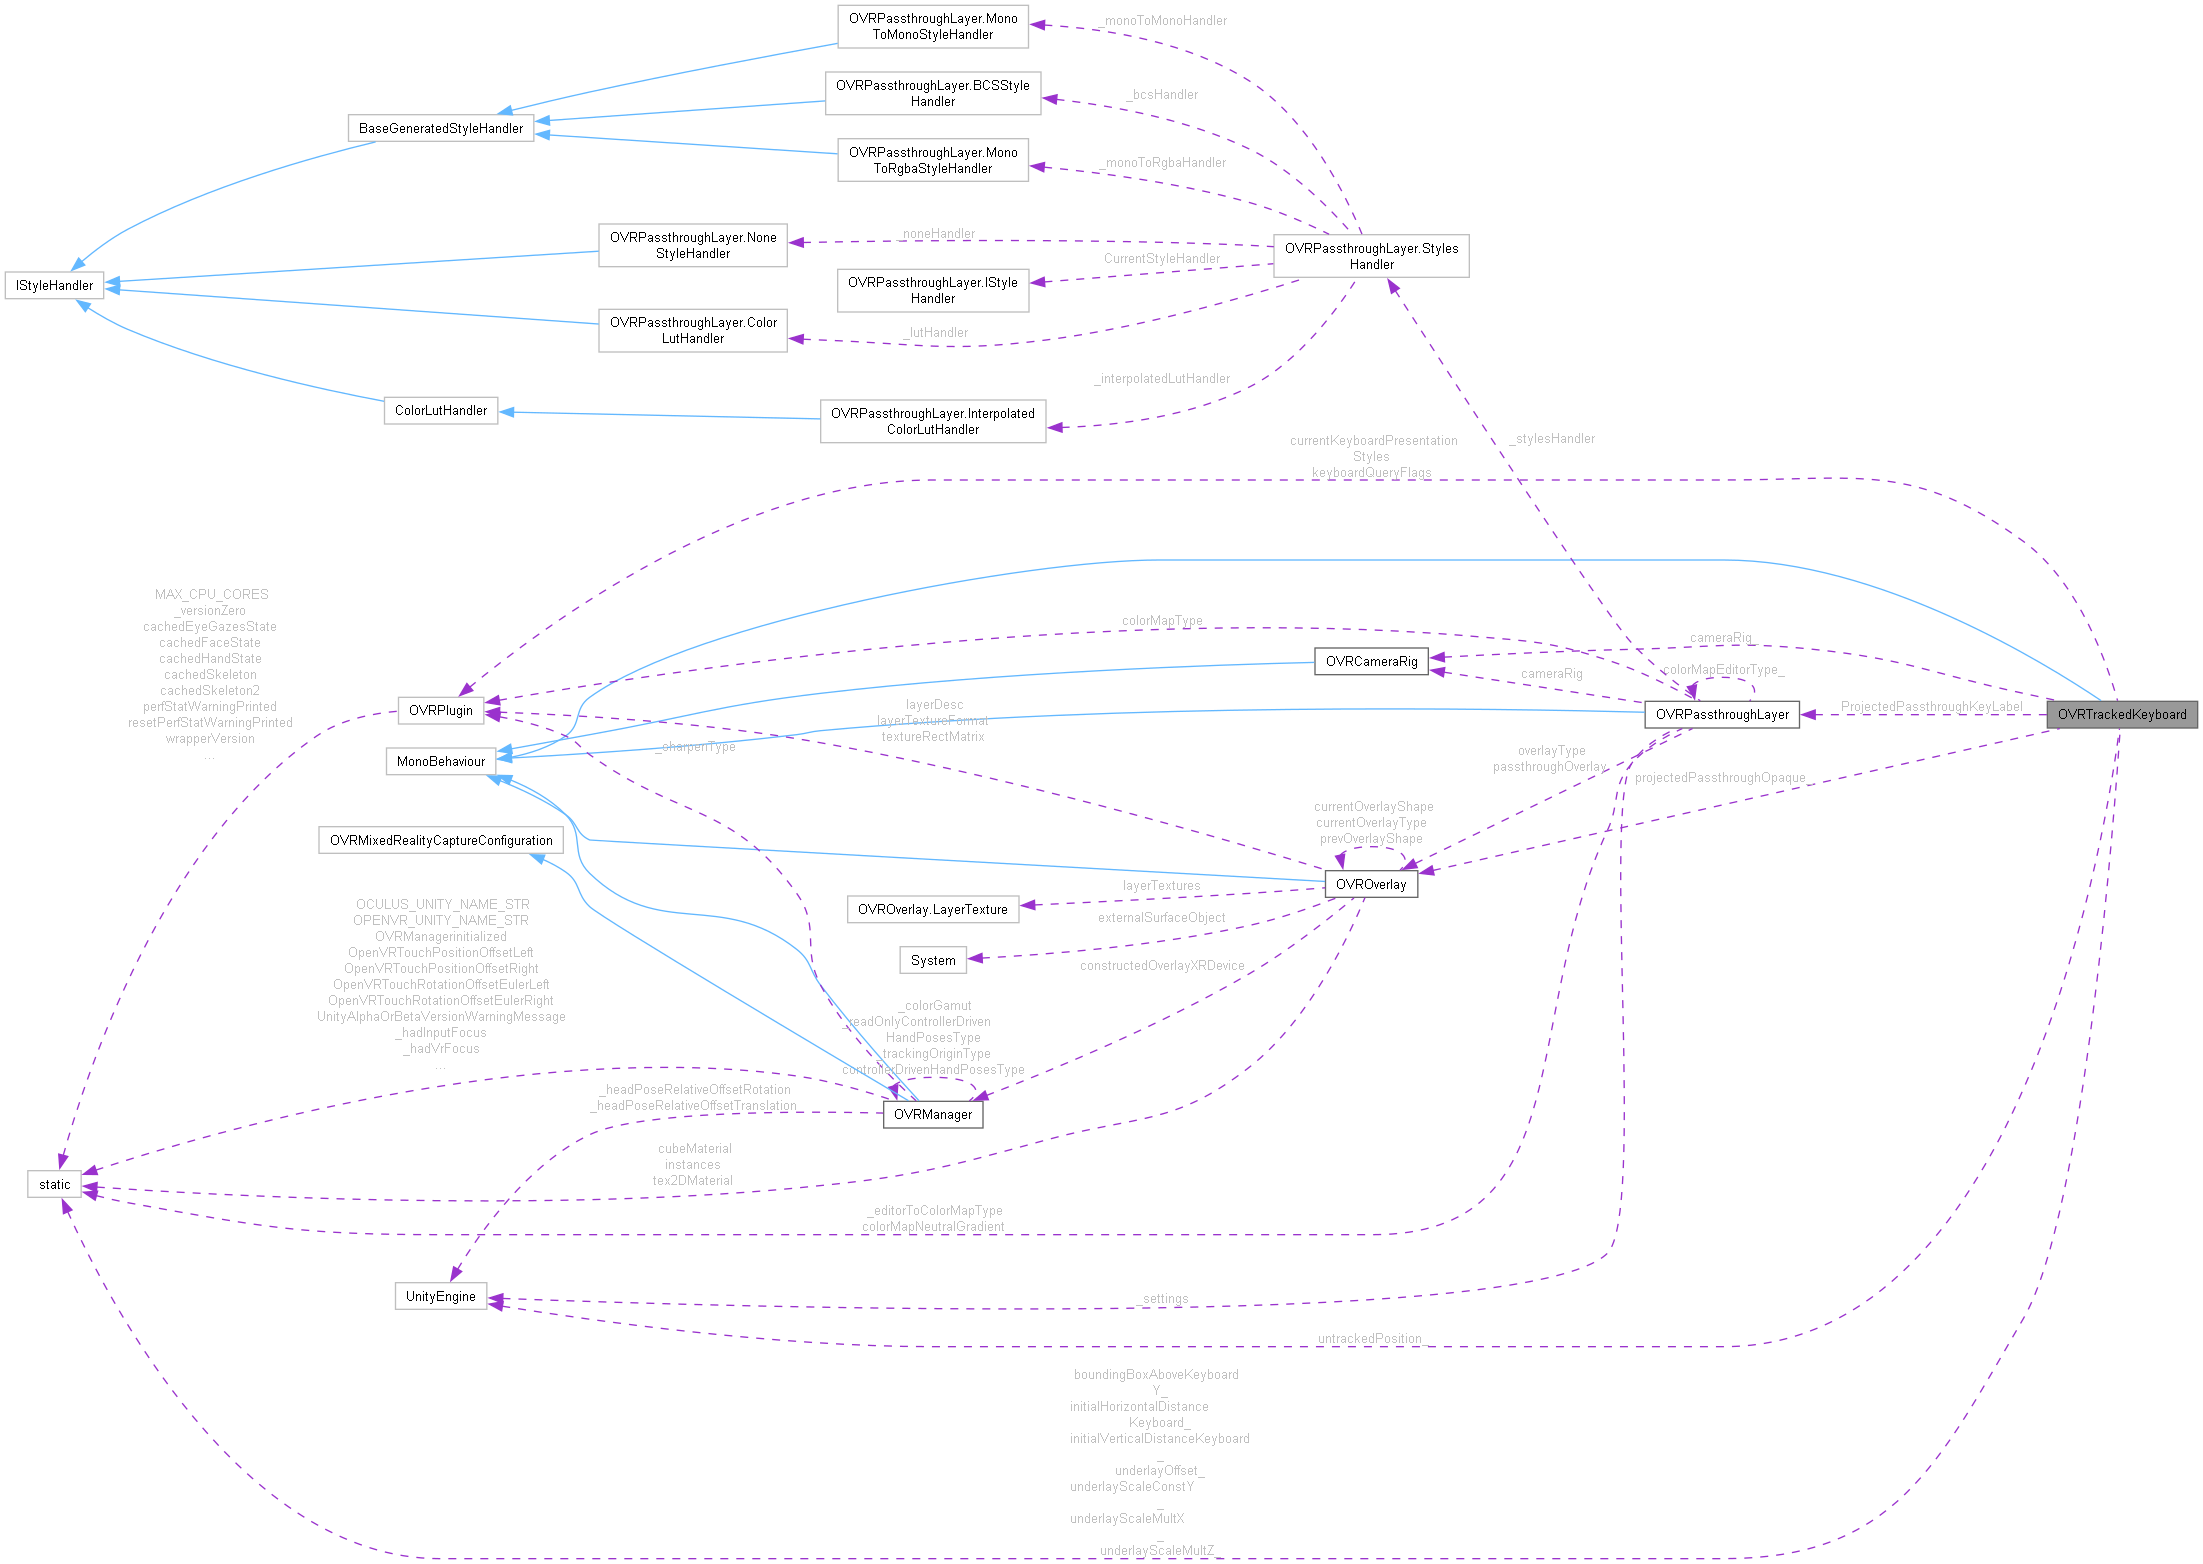 OVRPassthroughLayer.Mono
ToMonoStyleHandler
_monoToMonoHandler
OVRPassthroughLayer.BCSStyle
Handler
_bcsHandler
BaseGeneratedStyleHandler
OVRPassthroughLayer.Mono
ToRgbaStyleHandler
_monoToRgbaHandler
OVRPassthroughLayer.None
StyleHandler
_noneHandler
OVRPassthroughLayer.Styles
Handler
CurrentStyleHandler
IStyleHandler
OVRPassthroughLayer.IStyle
Handler
OVRPassthroughLayer.Color
LutHandler
_lutHandler
_interpolatedLutHandler
ColorLutHandler
OVRPassthroughLayer.Interpolated
ColorLutHandler
_stylesHandler
currentKeyboardPresentation
Styles
keyboardQueryFlags
MAX_CPU_CORES
_versionZero
cachedEyeGazesState
cachedFaceState
cachedHandState
cachedSkeleton
cachedSkeleton2
perfStatWarningPrinted
resetPerfStatWarningPrinted
wrapperVersion
...
colorMapType
OVRCameraRig
cameraRig_
cameraRig
colorMapEditorType_
OVRPlugin
layerDesc
layerTextureFormat
textureRectMatrix
OVRPassthroughLayer
ProjectedPassthroughKeyLabel
OVRTrackedKeyboard
_sharpenType
MonoBehaviour
overlayType
passthroughOverlay
projectedPassthroughOpaque_
OVRMixedRealityCaptureConfiguration
currentOverlayShape
currentOverlayType
prevOverlayShape
OVROverlay
layerTextures
OVROverlay.LayerTexture
externalSurfaceObject
System
constructedOverlayXRDevice
OCULUS_UNITY_NAME_STR
OPENVR_UNITY_NAME_STR
OVRManagerinitialized
OpenVRTouchPositionOffsetLeft
OpenVRTouchPositionOffsetRight
OpenVRTouchRotationOffsetEulerLeft
OpenVRTouchRotationOffsetEulerRight
UnityAlphaOrBetaVersionWarningMessage
_hadInputFocus
_hadVrFocus
...
_colorGamut
_readOnlyControllerDriven
HandPosesType
_trackingOriginType
controllerDrivenHandPosesType
OVRManager
_headPoseRelativeOffsetRotation
_headPoseRelativeOffsetTranslation
static
cubeMaterial
instances
tex2DMaterial
_editorToColorMapType
colorMapNeutralGradient
UnityEngine
_settings
untrackedPosition_
boundingBoxAboveKeyboard
Y_
initialHorizontalDistance
Keyboard_
initialVerticalDistanceKeyboard
_
underlayOffset_
underlayScaleConstY
_
underlayScaleMultX
_
underlayScaleMultZ_